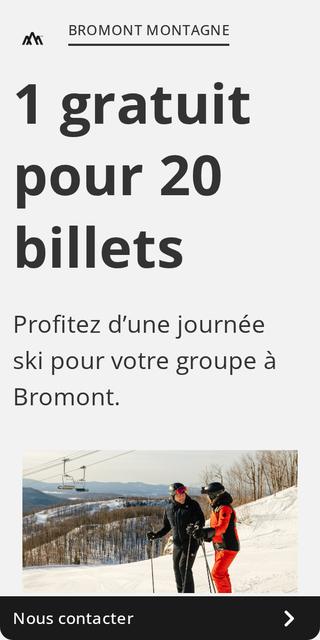 BROMONT MONTAGNE
1 gratuit
pour 20
billets
Profitez d’une journée
ski pour votre groupe à
Bromont.
Nous contacter